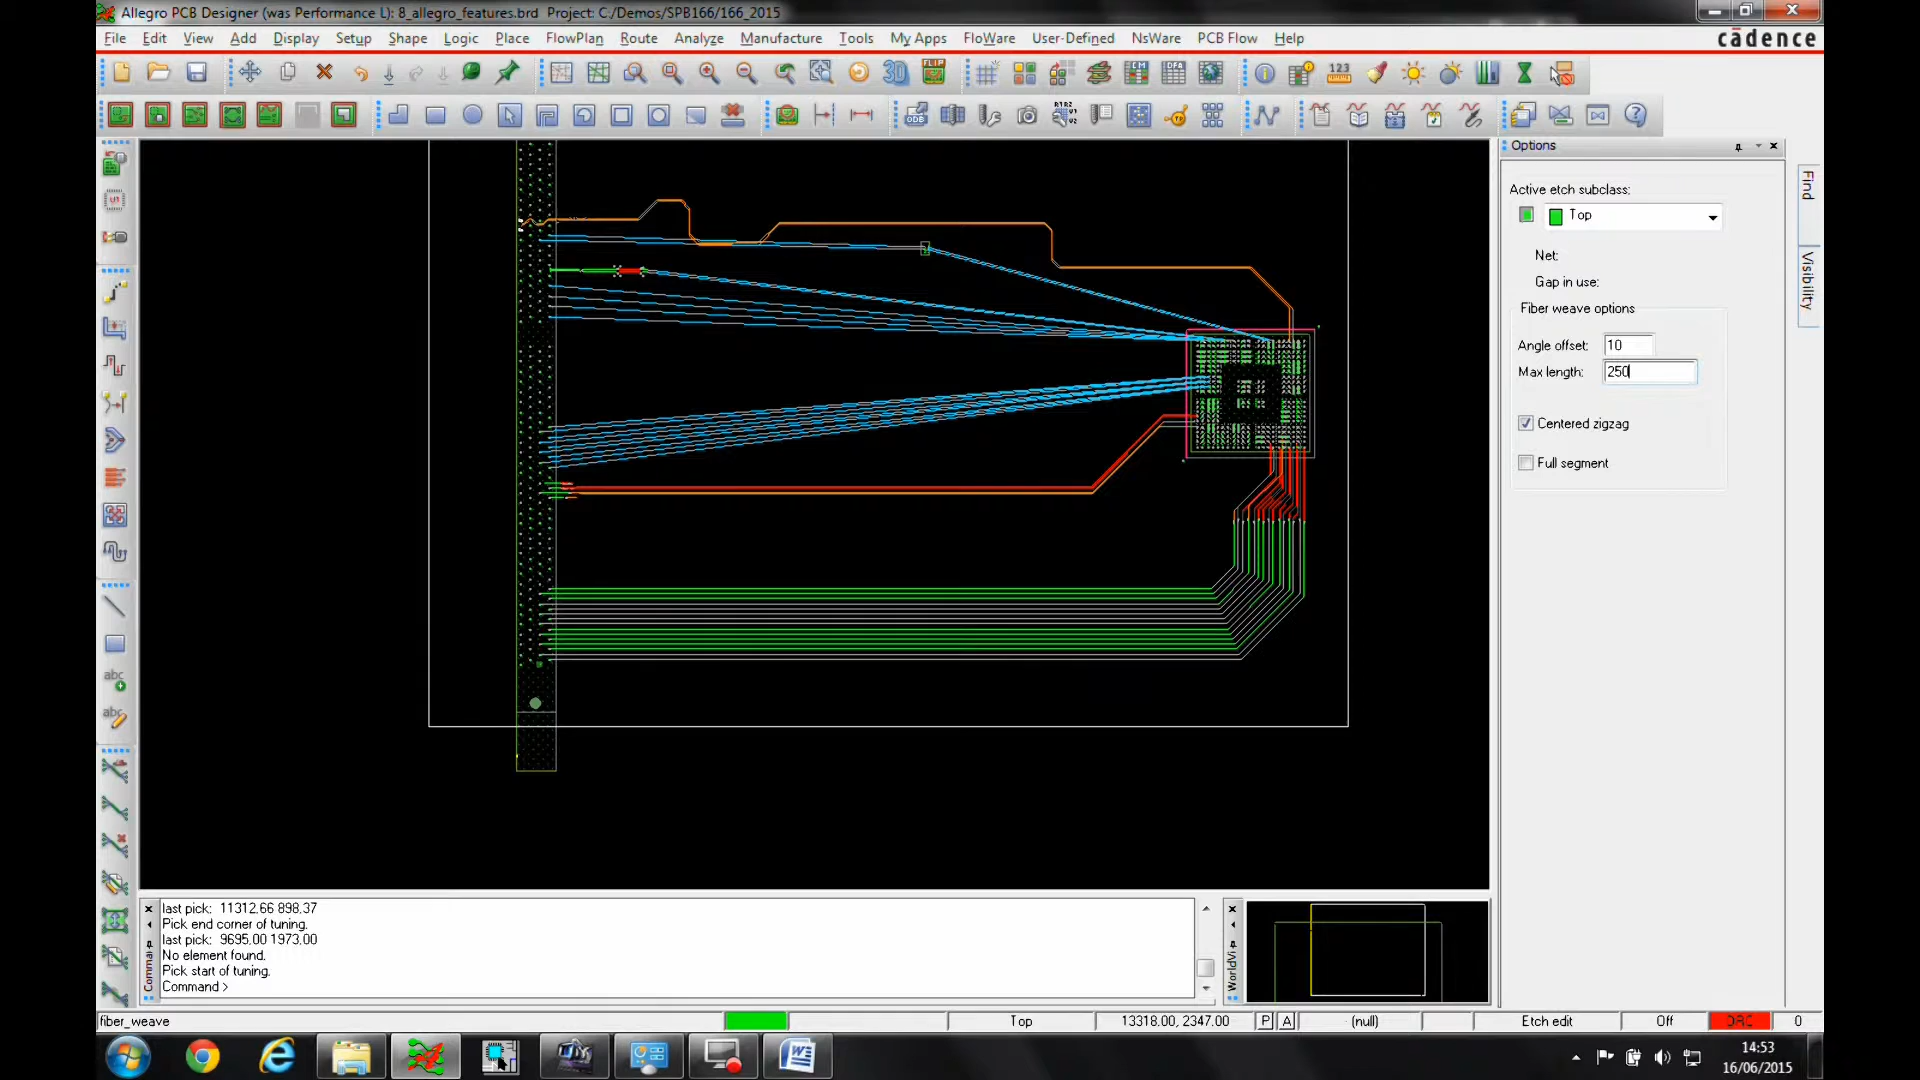 Allegro PCB Designer (was Performance L): 8_allegro_features.brd  Project: C:/Demos/SPB166/166_2015
File Edit View Add Display Setup Shape Logic Place FlowPlan Route Analyze Manufacture Tools My Apps FloWare User-Defined NsWare PCB Flow Help
cādence
Options
Active etch subclass:
Top
Net:
Gap in use:
Fiber weave options
Angle offset: 10
Max length: 250
Centered zigzag
Full segment
Find
Visibility
last pick:  11312.66 898.37
Pick end corner of tuning.
last pick:  9695.00 1973.00
No element found.
Pick start of tuning.
Command >
fiber_weave
Top
13318.00, 2347.00
P
A
(null)
Etch edit
Off
DRC
0
14:53
16/06/2015